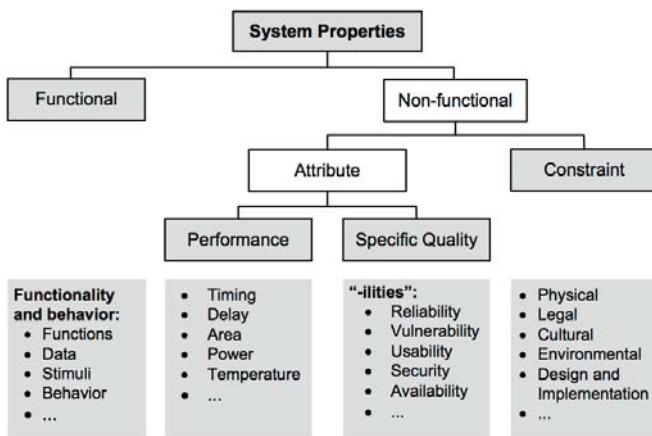 System Properties
Functional
Non-functional
Attribute
Constraint
Performance
Specific Quality
Functionality
and behavior:
• Functions
• Data
• Stimuli
• Behavior
• ...
• Timing
• Delay
• Area
• Power
• Temperature
• ...
“-ilities”:
• Reliability
• Vulnerability
• Usability
• Security
• Availability
• ...
• Physical
• Legal
• Cultural
• Environmental
• Design and
Implementation
• ...